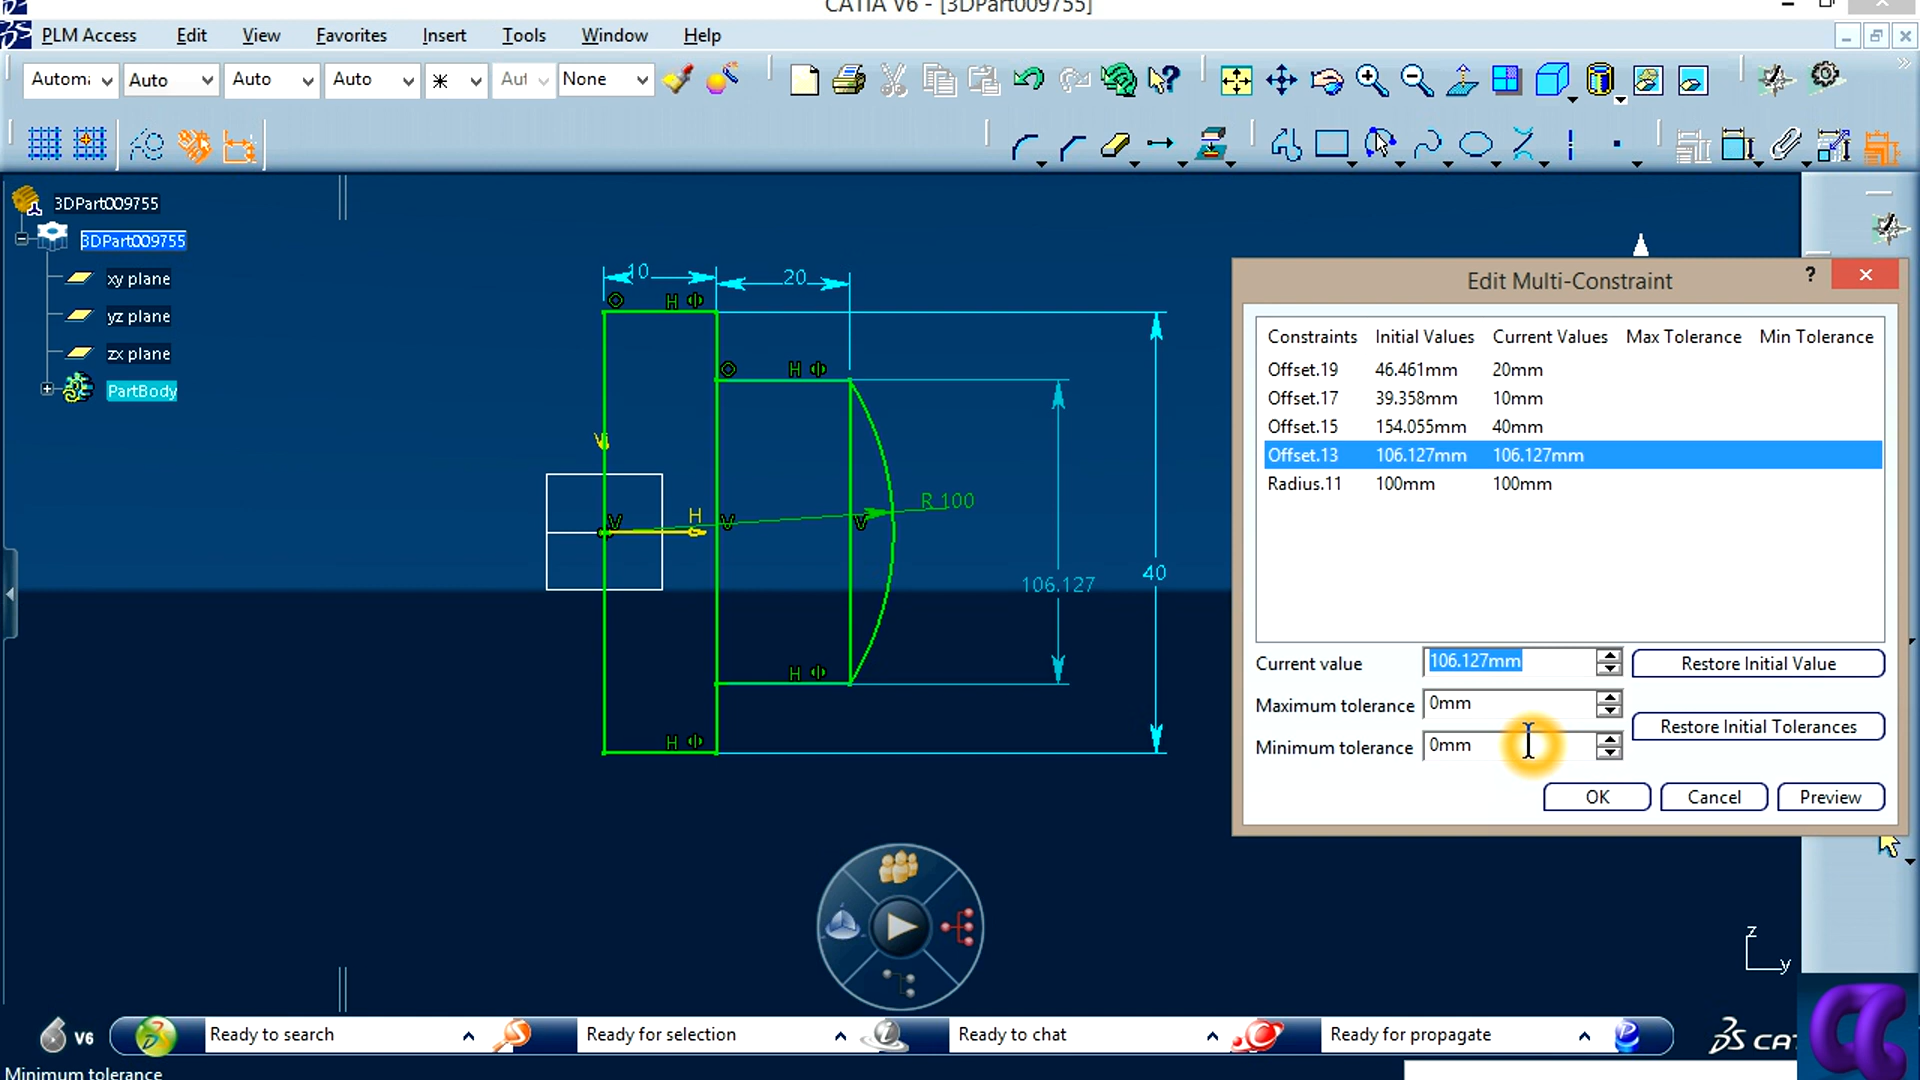 CATIA V6 - [3DPart009755]
PLM Access Edit View Favorites Insert Tools Window Help
Auto Auto Auto None
3DPart009755
3DPart009755
xy plane
yz plane
zx plane
PartBody
10
20
H
H
V
H
V
V
V
R 100
106.127
40
H
H
Edit Multi-Constraint
?
Constraints Initial Values Current Values Max Tolerance Min Tolerance
Offset.19 46.461mm 20mm
Offset.17 39.358mm 10mm
Offset.15 154.055mm 40mm
Offset.13 106.127mm 106.127mm
Radius.11 100mm 100mm
Current value 106.127mm Restore Initial Value
Maximum tolerance 0mm
Restore Initial Tolerances
Minimum tolerance 0mm
OK Cancel Preview
z
y
V6 Ready to search Ready for selection Ready to chat Ready for propagate
Minimum tolerance